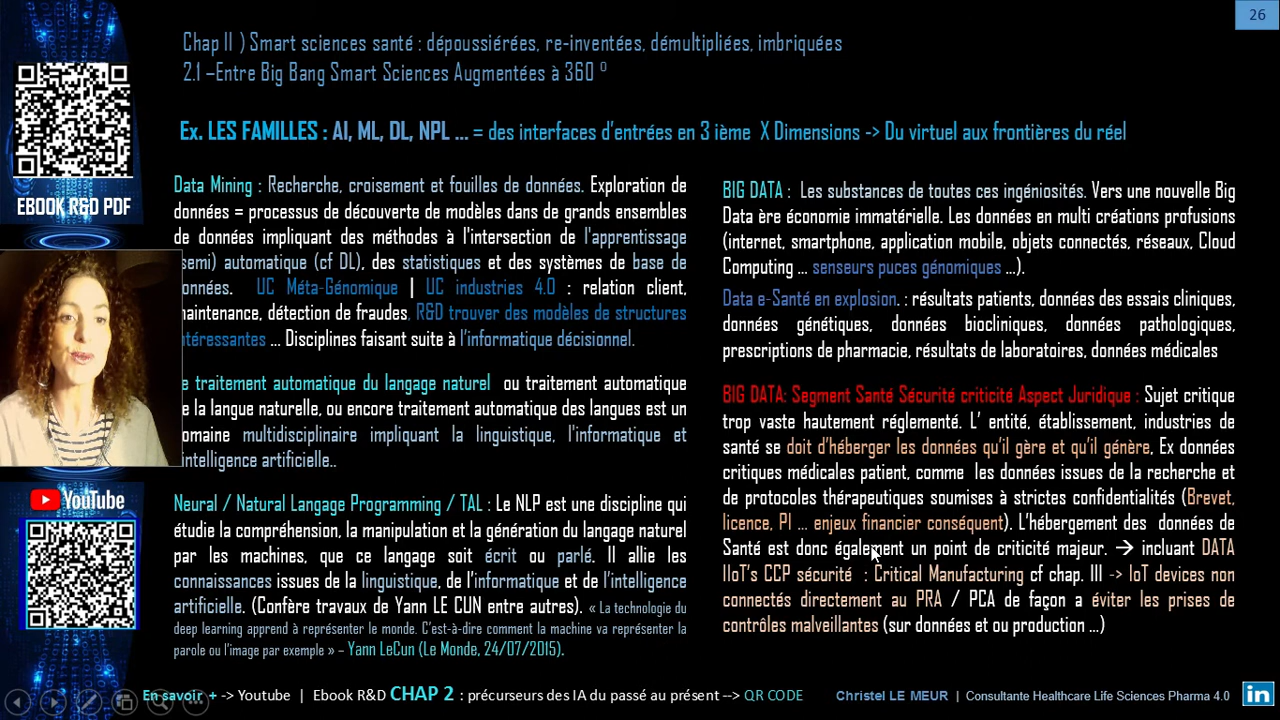 26
Chap II ) Smart sciences santé : dépoussiérées, re-inventées, démultipliées, imbriquées
2.1 –Entre Big Bang Smart Sciences Augmentées à 360 °
Ex. LES FAMILLES : AI, ML, DL, NPL ... = des interfaces d'entrées en 3 ième X Dimensions -> Du virtuel aux frontières du réel
EBOOK R&D PDF
Data Mining : Recherche, croisement et fouilles de données. Exploration de
données = processus de découverte de modèles dans de grands ensembles
de données impliquant des méthodes à l'intersection de l'apprentissage
(semi) automatique (cf DL), des statistiques et des systèmes de base de
données. UC Méta-Génomique | UC industries 4.0 : relation client,
maintenance, détection de fraudes. R&D trouver des modèles de structures
intéressantes ... Disciplines faisant suite à l'informatique décisionnel.
e traitement automatique du langage naturel ou traitement automatique
e la langue naturelle, ou encore traitement automatique des langues est un
omaine multidisciplinaire impliquant la linguistique, l'informatique et
'intelligence artificielle..
Neural / Natural Langage Programming / TAL : Le NLP est une discipline qui
étudie la compréhension, la manipulation et la génération du langage naturel
par les machines, que ce langage soit écrit ou parlé. Il allie les
connaissances issues de la linguistique, de l'informatique et de l'intelligence
artificielle. (Confère travaux de Yann LE CUN entre autres). « La technologie du
deep learning apprend à représenter le monde. C'est-à-dire comment la machine va représenter la
parole ou l'image par exemple » – Yann LeCun (Le Monde, 24/07/2015).
BIG DATA : Les substances de toutes ces ingéniosités. Vers une nouvelle Big
Data ère économie immatérielle. Les données en multi créations profusions
(internet, smartphone, application mobile, objets connectés, réseaux, Cloud
Computing ... senseurs puces génomiques ...).
Data e-Santé en explosion. : résultats patients, données des essais cliniques,
données génétiques, données biocliniques, données pathologiques,
prescriptions de pharmacie, résultats de laboratoires, données médicales
BIG DATA: Segment Santé Sécurité criticité Aspect Juridique : Sujet critique
trop vaste hautement réglementé. L' entité, établissement, industries de
santé se doit d'héberger les données qu'il gère et qu'il génère, Ex données
critiques médicales patient, comme les données issues de la recherche et
de protocoles thérapeutiques soumises à strictes confidentialités (Brevet,
licence, PI ... enjeux financier conséquent). L'hébergement des données de
Santé est donc également un point de criticité majeur. → incluant DATA
IIoT's CCP sécurité : Critical Manufacturing cf chap. III -> IoT devices non
connectés directement au PRA / PCA de façon a éviter les prises de
contrôles malveillantes (sur données et ou production ...)
YouTube
En savoir + -> Youtube | Ebook R&D CHAP 2 : précurseurs des IA du passé au présent --> QR CODE
Christel LE MEUR | Consultante Healthcare Life Sciences Pharma 4.0
in